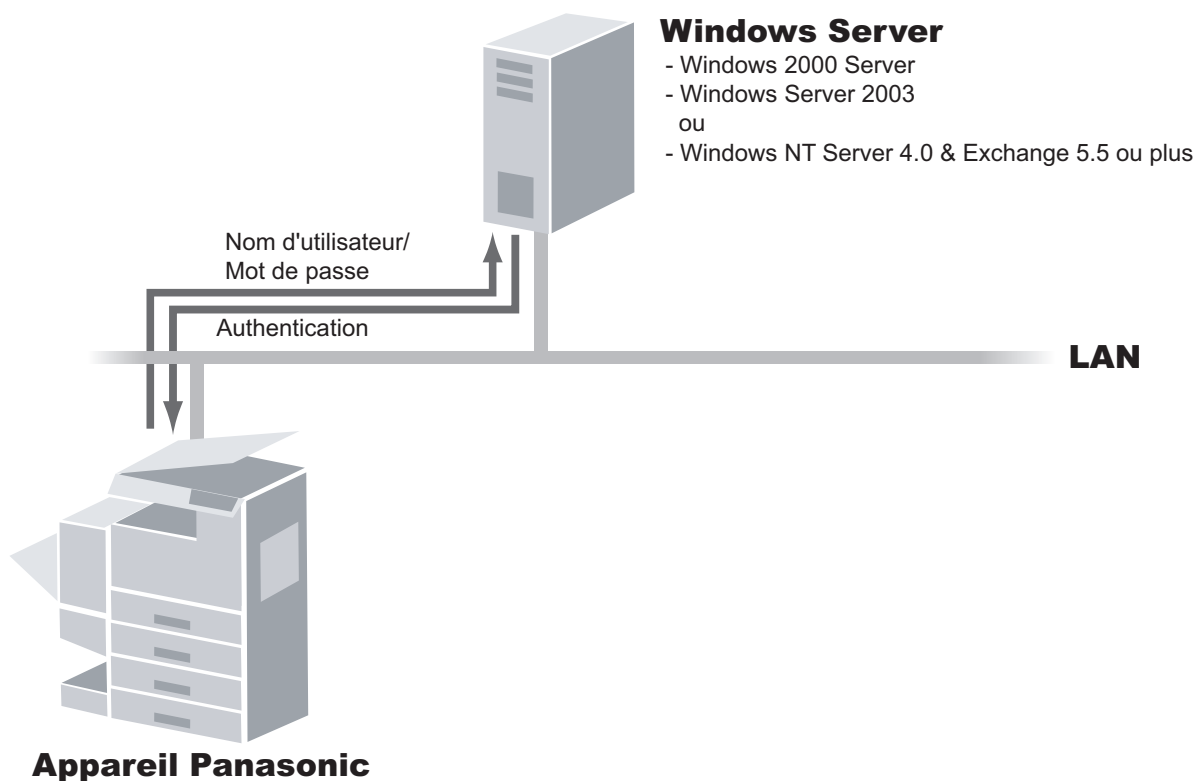 Windows Server
- Windows 2000 Server
- Windows Server 2003
ou
- Windows NT Server 4.0 & Exchange 5.5 ou plus
Nom d'utilisateur/
Mot de passe
Authentication
LAN
Appareil Panasonic